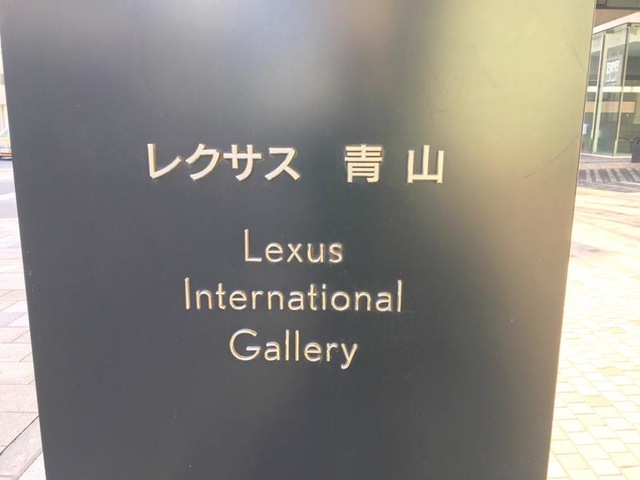 レクサス 青山
Lexus
International
Gallery